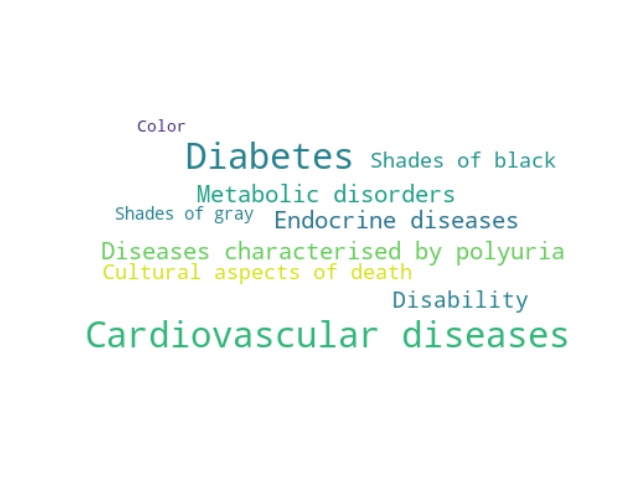 Color
Diabetes
Shades of black
Metabolic disorders
Shades of gray
Endocrine diseases
Diseases characterised by polyuria
Cultural aspects of death
Disability
Cardiovascular diseases